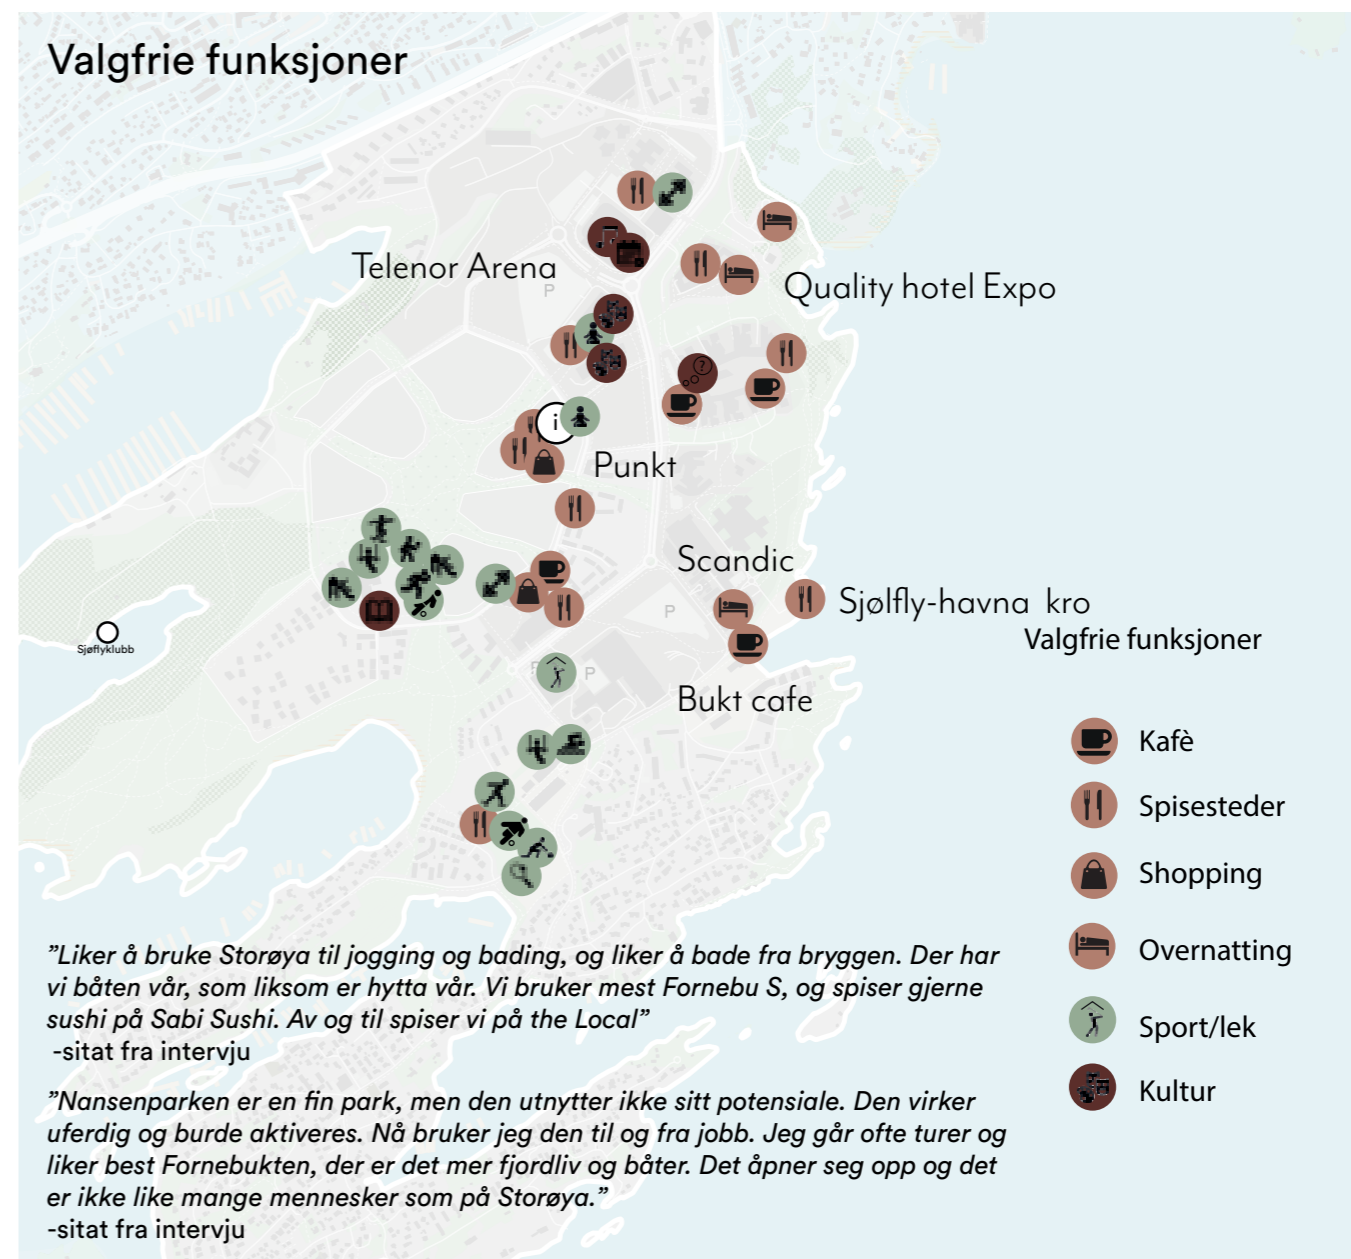 Valgfrie funksjoner
Telenor Arena
P
Quality hotel Expo
?
i
Punkt
Scandic
P
Sjølfly-havna kro
Sjøflyklubb
Valgfrie funksjoner
P
P
Bukt cafe
Kafè
Spisesteder
Shopping
Overnatting
Sport/lek
Kultur
”Liker å bruke Storøya til jogging og bading, og liker å bade fra bryggen. Der har
vi båten vår, som liksom er hytta vår. Vi bruker mest Fornebu S, og spiser gjerne
sushi på Sabi Sushi. Av og til spiser vi på the Local”
-sitat fra intervju
”Nansenparken er en fin park, men den utnytter ikke sitt potensiale. Den virker
uferdig og burde aktiveres. Nå bruker jeg den til og fra jobb. Jeg går ofte turer og
liker best Fornebukten, der er det mer fjordliv og båter. Det åpner seg opp og det
er ikke like mange mennesker som på Storøya.”
-sitat fra intervju